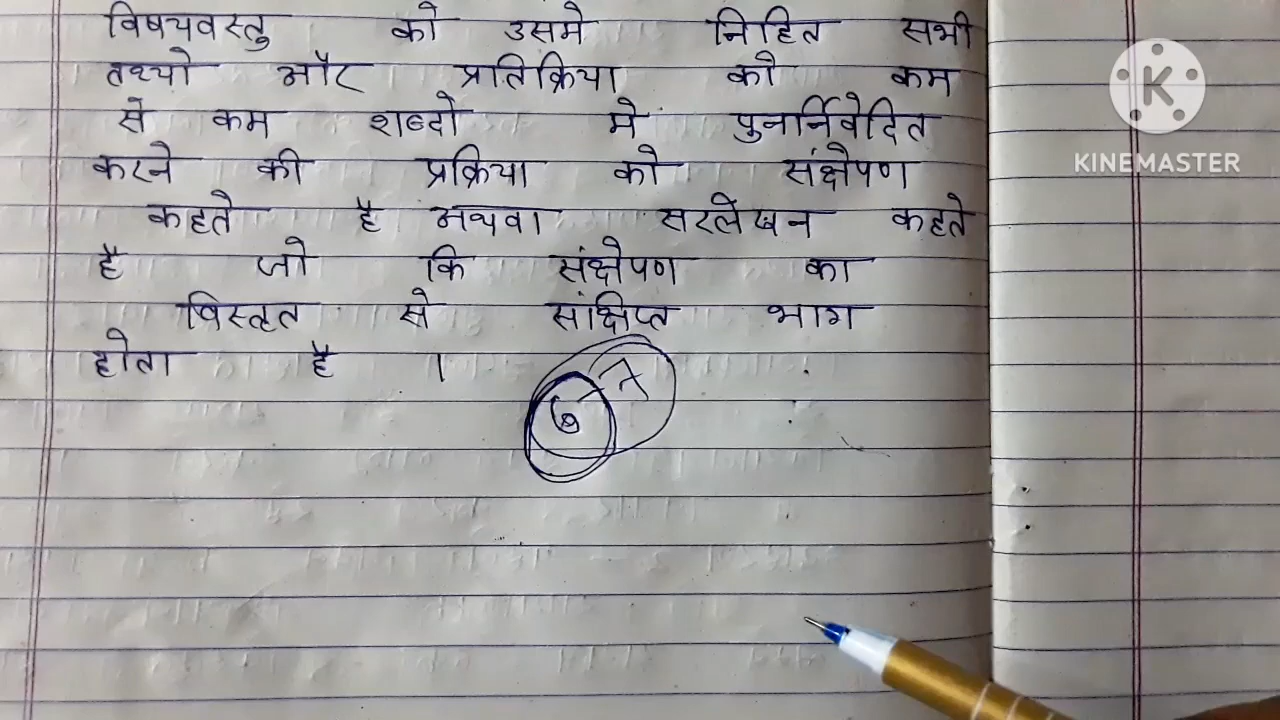 विषयवस्तु को उसमे निहित सभी
तथ्यो और प्रतिक्रिया को कम
से कम शब्दो मे पुनर्निवेदित
करने की प्रक्रिया को संक्षेपण
कहते है अथवा सरलेखन कहते
है जो कि संक्षेपण का
विस्तृत से संक्षिप्त भाग
होता है ।
K
KINEMASTER